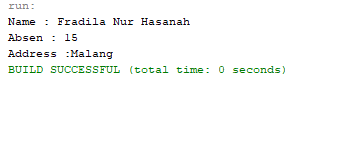 run:
Name : Fradila Nur Hasanah
Absen : 15
Address :Malang
BUILD SUCCESSFUL (total time: 0 seconds)